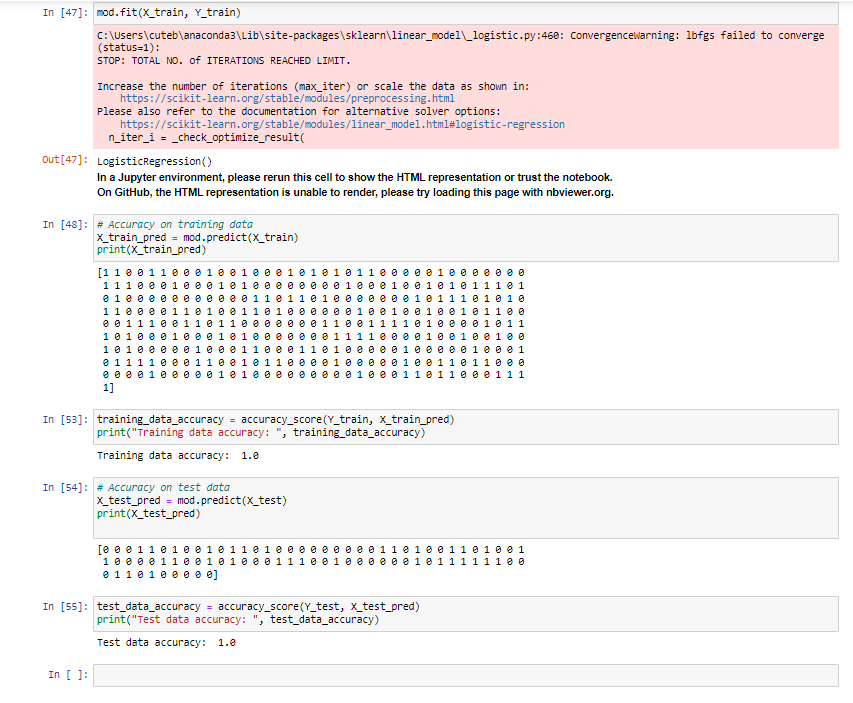 In [47]: mod.fit(X_train, Y_train)
C:\Users\cuteb\anaconda3\Lib\site-packages\sklearn\linear_model\_logistic.py:460: ConvergenceWarning: lbfgs failed to converge
(status=1):
STOP: TOTAL NO. of ITERATIONS REACHED LIMIT.
Increase the number of iterations (max_iter) or scale the data as shown in:
https://scikit-learn.org/stable/modules/preprocessing.html
Please also refer to the documentation for alternative solver options:
https://scikit-learn.org/stable/modules/linear_model.html#logistic-regression
n_iter_i = _check_optimize_result(
Out[47]: LogisticRegression()
In a Jupyter environment, please rerun this cell to show the HTML representation or trust the notebook.
On GitHub, the HTML representation is unable to render, please try loading this page with nbviewer.org.
In [48]: # Accuracy on training data
X_train_pred = mod.predict(X_train)
print(X_train_pred)
[1 1 0 0 1 1 0 0 0 1 0 0 1 0 0 0 1 0 1 0 1 0 1 1 0 0 0 0 0 1 0 0 0 0 0 0 0
1 1 1 0 0 0 1 0 0 0 1 0 1 0 0 0 0 0 0 0 0 1 0 0 0 1 0 0 1 0 1 0 1 1 1 0 1
0 1 0 0 0 0 0 0 0 0 0 0 0 1 1 0 1 1 0 1 0 0 0 0 0 0 0 1 0 1 1 1 0 1 0 1 0
1 1 0 0 0 0 1 1 0 1 0 0 1 1 0 1 0 0 0 0 0 1 0 0 1 0 0 1 0 0 1 0 1 1 0 0
0 0 1 1 1 0 0 1 1 0 1 1 0 0 0 0 0 0 0 1 1 0 0 1 1 1 1 0 1 0 0 0 0 1 0 1 1
1 0 1 0 0 0 1 0 0 0 1 0 1 0 0 0 0 0 0 0 1 1 1 1 0 0 0 0 1 0 0 1 0 0 1 0 0
1 0 1 0 0 0 0 0 1 0 0 0 1 1 0 0 0 1 1 0 1 0 0 0 0 0 1 0 0 0 0 0 1 0 0 0 1
0 1 1 1 1 0 0 0 1 1 0 0 1 0 1 1 0 0 0 0 1 0 0 0 0 0 1 0 0 1 1 0 1 1 0 0 0
0 0 0 0 1 0 0 0 0 0 1 0 1 0 0 0 0 0 0 0 0 0 1 0 0 0 1 1 0 1 1 0 0 0 1 1 1
1]
In [53]: training_data_accuracy = accuracy_score(Y_train, X_train_pred)
print("Training data accuracy: ", training_data_accuracy)
Training data accuracy:  1.0
In [54]: # Accuracy on test data
X_test_pred = mod.predict(X_test)
print(X_test_pred)
[0 0 0 1 1 0 1 0 0 1 0 1 1 0 1 0 0 0 0 0 0 0 0 0 1 1 0 1 0 0 1 1 0 1 0 0 1
1 0 0 0 0 1 1 0 0 1 0 1 0 0 0 1 1 1 0 0 1 0 0 0 0 0 0 1 0 1 1 1 1 1 1 0 0
0 1 1 0 1 0 0 0 0 0]
In [55]: test_data_accuracy = accuracy_score(Y_test, X_test_pred)
print("Test data accuracy: ", test_data_accuracy)
Test data accuracy:  1.0
In [ ]: